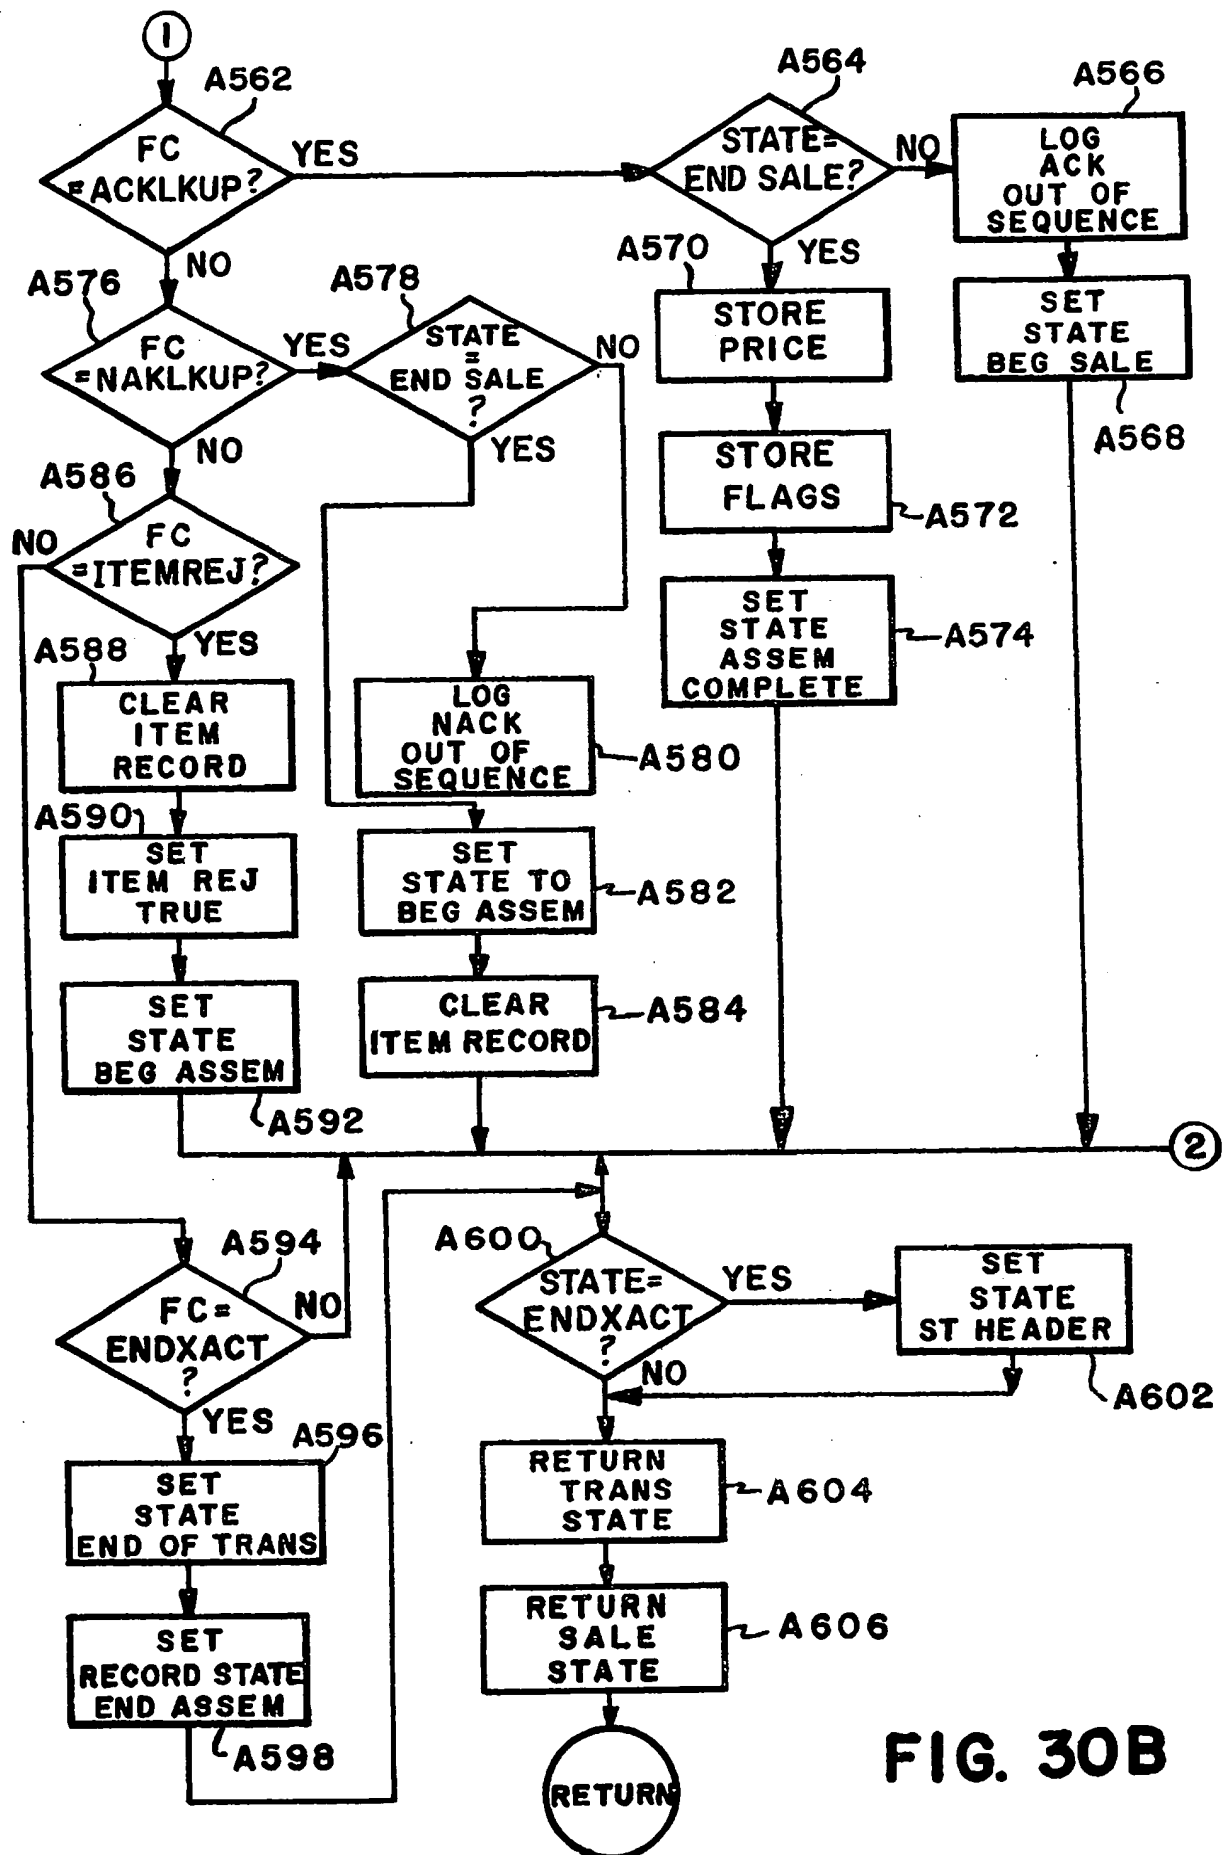 1
A562
FC
=ACKLKUP?
YES
NO
A564
STATE=
END SALE?
NO
YES
A566
LOG
ACK
OUT OF
SEQUENCE
SET
STATE
BEG SALE
A568
A570
STORE
PRICE
STORE
FLAGS
A572
SET
STATE
ASSEM
COMPLETE
A574
A576
FC
=NAKLKUP?
YES
NO
A578
STATE
=
END SALE
?
NO
YES
LOG
NACK
OUT OF
SEQUENCE
A580
SET
STATE TO
BEG ASSEM
A582
CLEAR
ITEM RECORD
A584
A586
FC
=ITEMREJ?
NO
YES
A588
CLEAR
ITEM
RECORD
A590
SET
ITEM REJ
TRUE
SET
STATE
BEG ASSEM
A592
2
A594
FC=
ENDXACT
?
NO
YES
A596
SET
STATE
END OF TRANS
SET
RECORD STATE
END ASSEM
A598
A600
STATE=
ENDXACT
?
YES
NO
SET
STATE
ST HEADER
A602
RETURN
TRANS
STATE
A604
RETURN
SALE
STATE
A606
RETURN
FIG. 30B